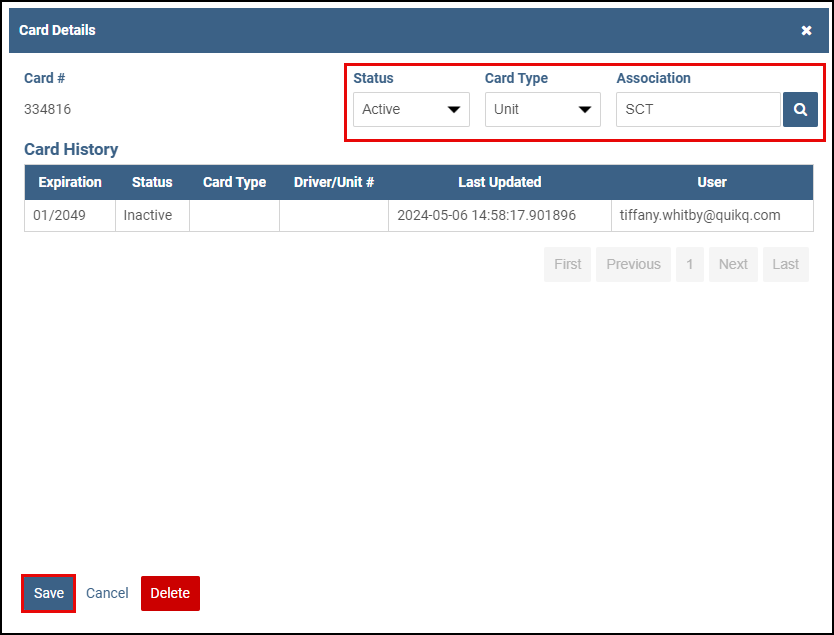 Card Details
Card # Status Card Type Association
334816 Active Unit SCT
Card History
Expiration Status Card Type Driver/Unit # Last Updated User
01/2049 Inactive 2024-05-06 14:58:17.901896 tiffany.whitby@quikq.com
First Previous 1 Next Last
Save Cancel Delete